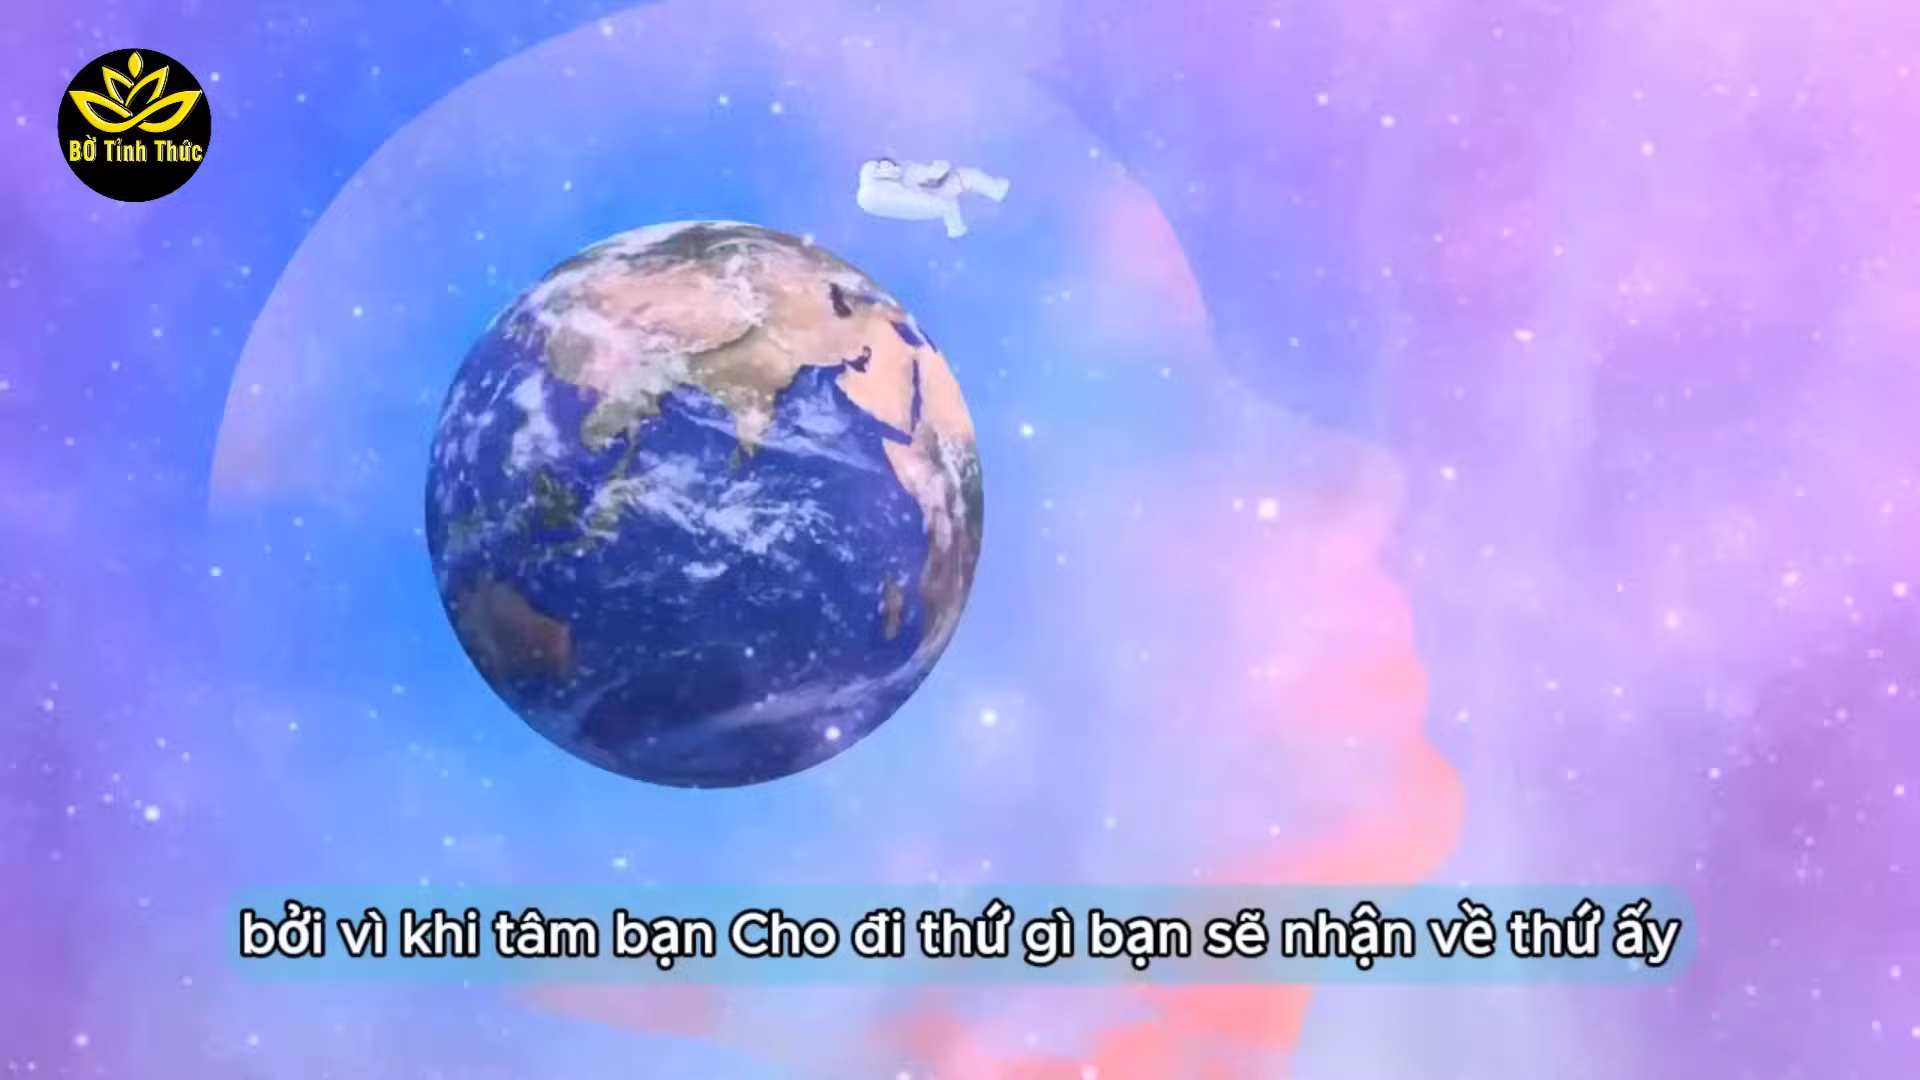 BỜ Tỉnh Thức
bởi vì khi tâm bạn Cho đi thứ gì bạn sẽ nhận về thứ ấy